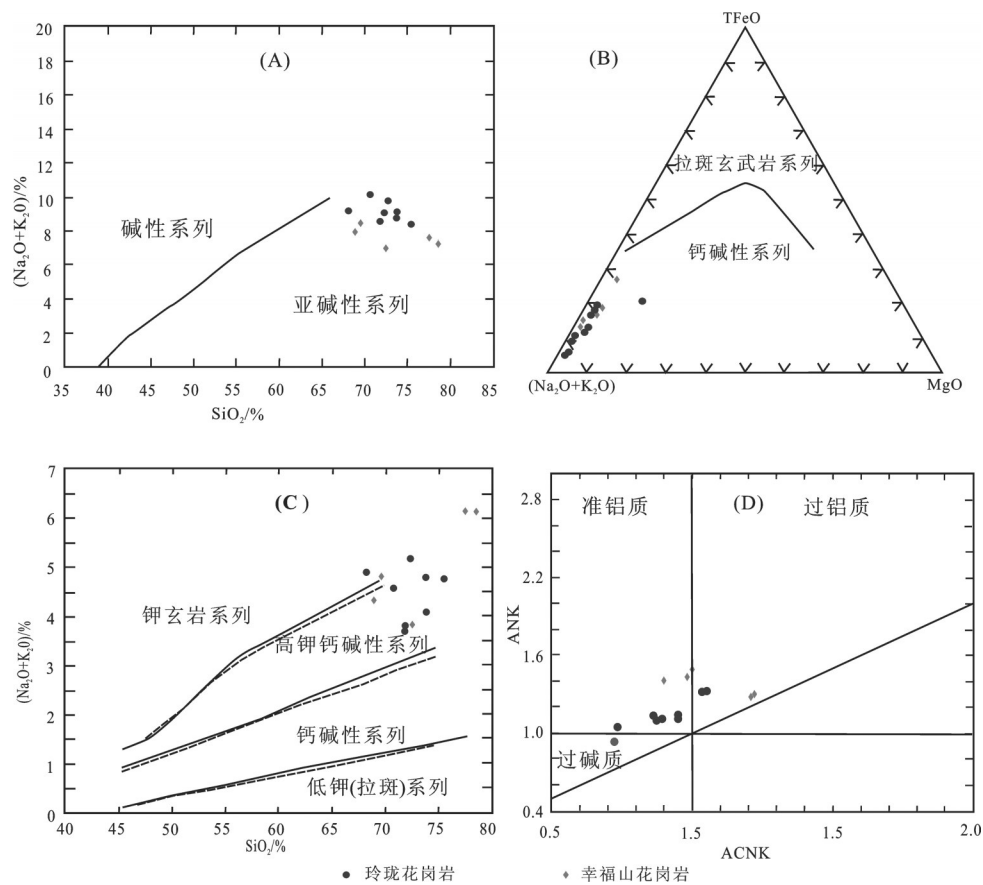 (A)
20
18
16
14
12
10
8
6
4
2
0
(Na₂O+K₂0)/%
碱性系列
亚碱性系列
35 40 45 50 55 60 65 70 75 80 85
SiO₂/%
TFeO
(B)
拉斑玄武岩系列
钙碱性系列
(Na₂O+K₂O)
MgO
(C)
7
6
5
4
3
2
1
0
(Na₂O+K₂0)/%
钾玄岩系列
高钾钙碱性系列
钙碱性系列
低钾(拉斑)系列
40 45 50 55 60 65 70 75 80
SiO₂/%
准铝质 (D) 过铝质
2.8
2.2
1.6
1.0
0.4
ANK
过碱质
0.5 1.5 1.5 2.0
ACNK
玲珑花岗岩 幸福山花岗岩